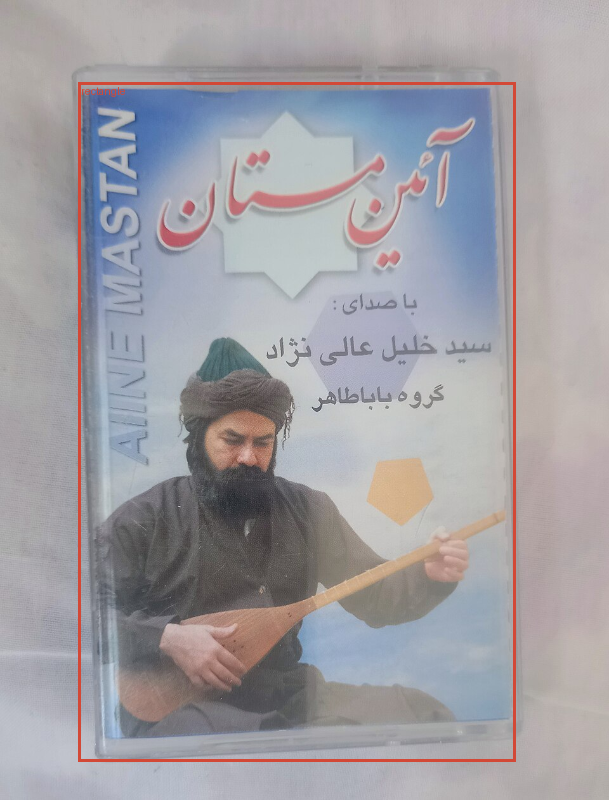 آئین مستان
با صدای :
سید خلیل عالی نژاد
گروه باباطاهر
AIINE MASTAN